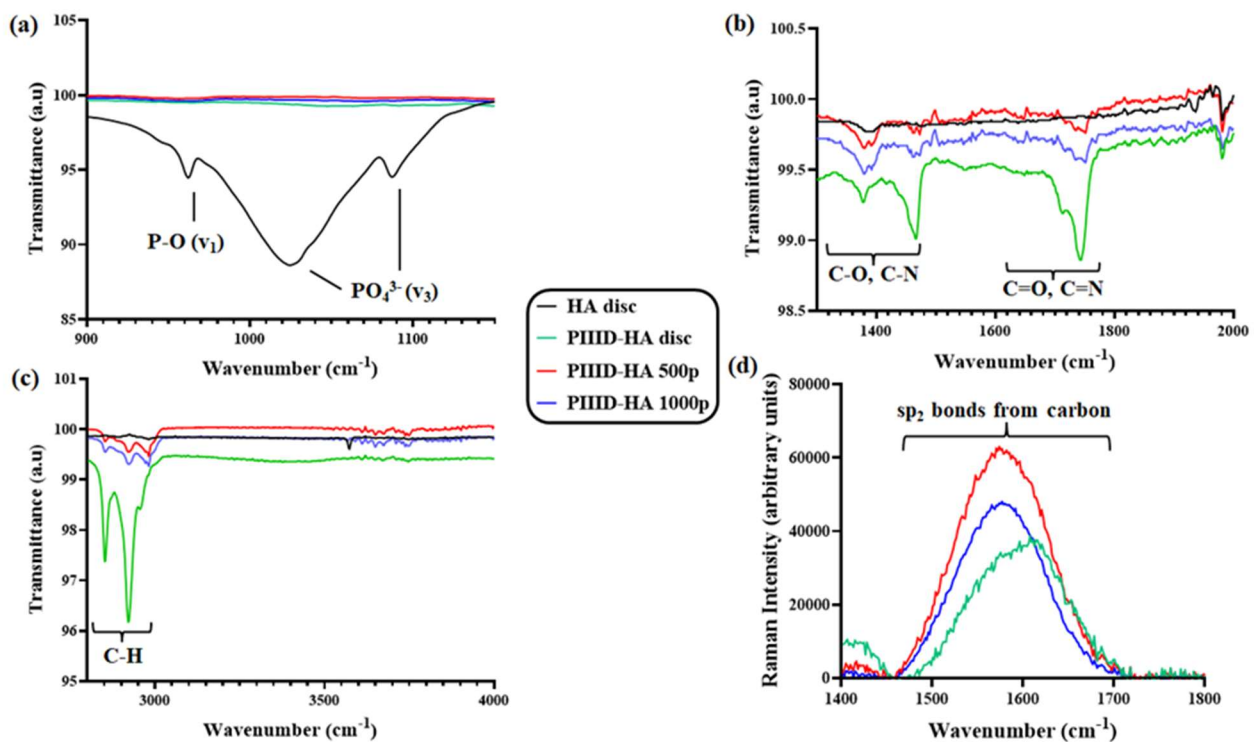 (a)
105
100
95
90
85
Transmittance (a.u)
900
1000
1100
Wavenumber (cm⁻¹)
P-O (v₁)
PO₄³⁻ (v₃)
(b)
100.5
100.0
99.5
99.0
98.5
Transmittance (a.u)
1400
1600
1800
2000
Wavenumber (cm⁻¹)
C-O, C-N
C=O, C=N
HA disc
PIIID-HA disc
PIIID-HA 500p
PIIID-HA 1000p
(c)
101
100
99
98
97
96
95
Transmittance (a.u)
3000
3500
4000
Wavenumber (cm⁻¹)
C-H
(d)
80000
60000
40000
20000
0
Raman Intensity (arbitrary units)
1400
1500
1600
1700
1800
Wavenumber (cm⁻¹)
sp₂ bonds from carbon